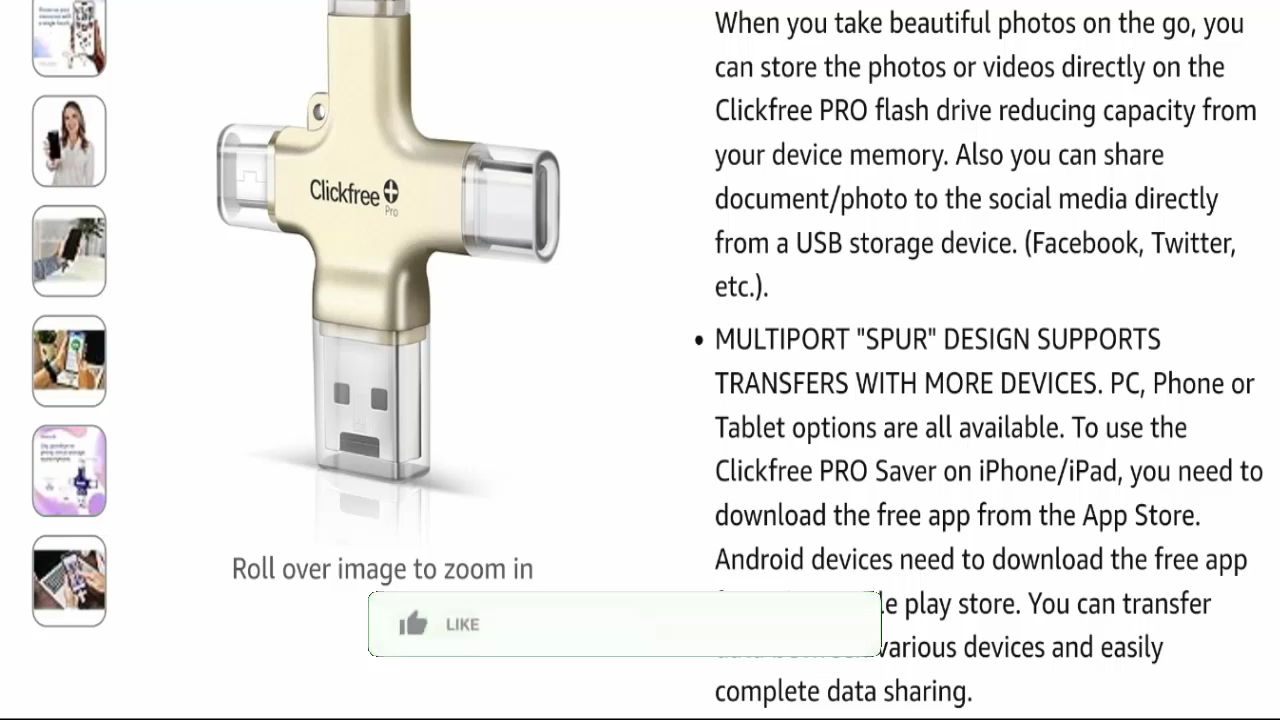 When you take beautiful photos on the go, you
can store the photos or videos directly on the
Clickfree PRO flash drive reducing capacity from
your device memory. Also you can share
document/photo to the social media directly
from a USB storage device. (Facebook, Twitter,
etc.).
• MULTIPORT "SPUR" DESIGN SUPPORTS
TRANSFERS WITH MORE DEVICES. PC, Phone or
Tablet options are all available. To use the
Clickfree PRO Saver on iPhone/iPad, you need to
download the free app from the App Store.
Android devices need to download the free app
play store. You can transfer
various devices and easily
complete data sharing.
Clickfree
Pro
Roll over image to zoom in
LIKE